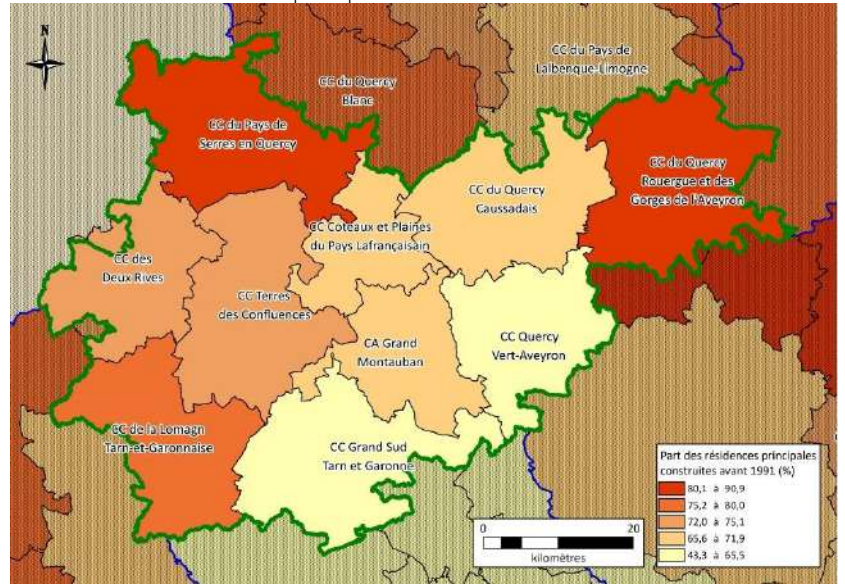 N
CC du Pays de
Lalbenque-Limogne
CC du Quercy
Blanc
CC du Pays de
Serres en Quercy
CC du Quercy
Rouergue et des
Gorges de l'Aveyron
CC du Quercy
Caussadais
CC Coteaux et Plaines
du Pays Lafrançaisain
CC des
Deux Rives
CC Terres
des Confluences
CA Grand
Montauban
CC Quercy
Vert-Aveyron
CC de la Lomagn
Tarn-et-Garonnaise
CC Grand Sud
Tarn et Garonne
Part des résidences principales
construites avant 1991 (%)
80,1 à 90,9
75,2 à 80,0
72,0 à 75,1
65,6 à 71,9
43,3 à 65,5
0 20
kilomètres